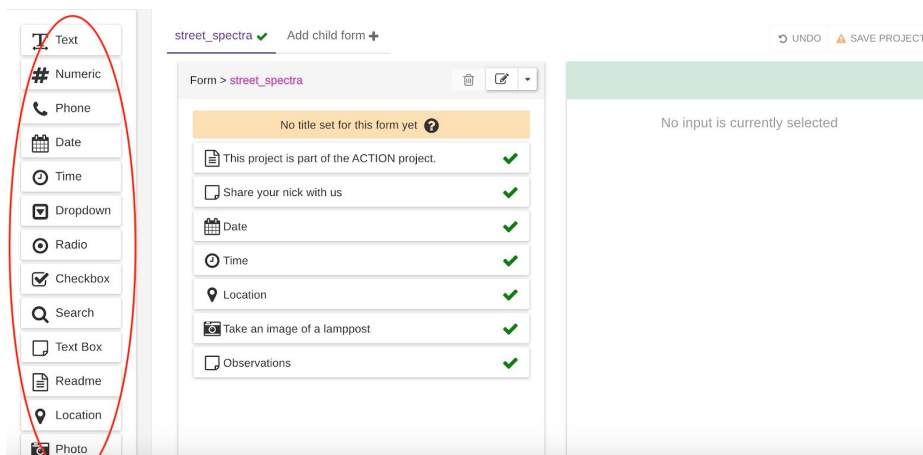 Text
Numeric
Phone
Date
Time
Dropdown
Radio
Checkbox
Search
Text Box
Readme
Location
Photo
street_spectra
Add child form
UNDO
SAVE PROJECT
Form > street_spectra
No title set for this form yet
This project is part of the ACTION project.
Share your nick with us
Date
Time
Location
Take an image of a lamppost
Observations
No input is currently selected